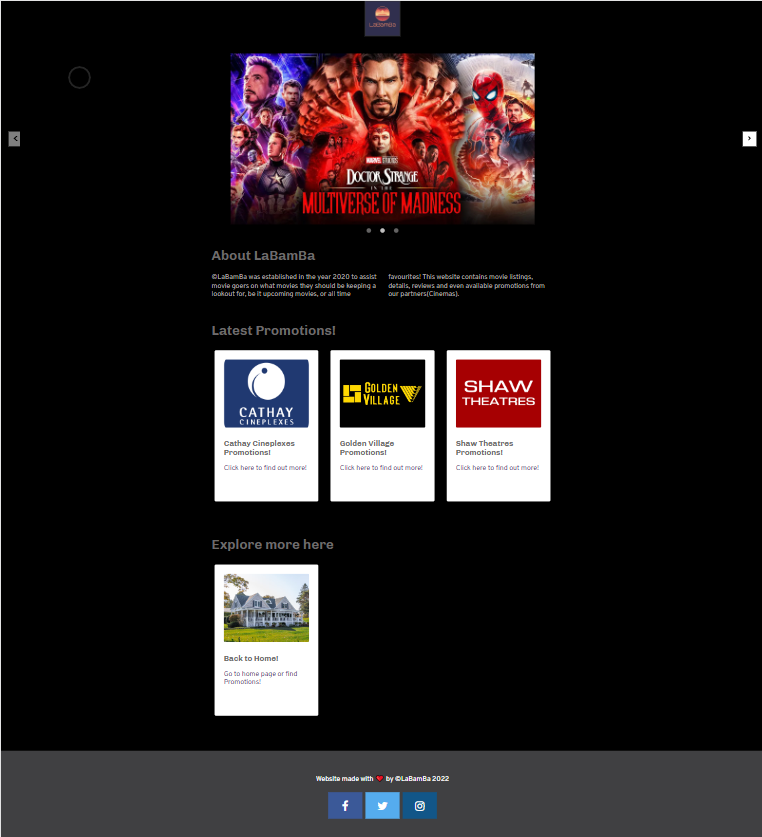 LaBamBa
<
>
MARVEL STUDIOS
DOCTOR STRANGE
IN THE
MULTIVERSE OF MADNESS
About LaBamBa
©LaBamBa was established in the year 2020 to assist
movie goers on what movies they should be keeping a
lookout for, be it upcoming movies, or all time
favourites! This website contains movie listings,
details, reviews and even available promotions from
our partners(Cinemas).
Latest Promotions!
CATHAY
CINEPLEXES
Cathay Cineplexes
Promotions!
Click here to find out more!
GOLDEN
VILLAGE
Golden Village
Promotions!
Click here to find out more!
SHAW
THEATRES
Shaw Theatres
Promotions!
Click here to find out more!
Explore more here
Back to Home!
Go to home page or find
Promotions!
Website made with ❤ by ©LaBamBa 2022